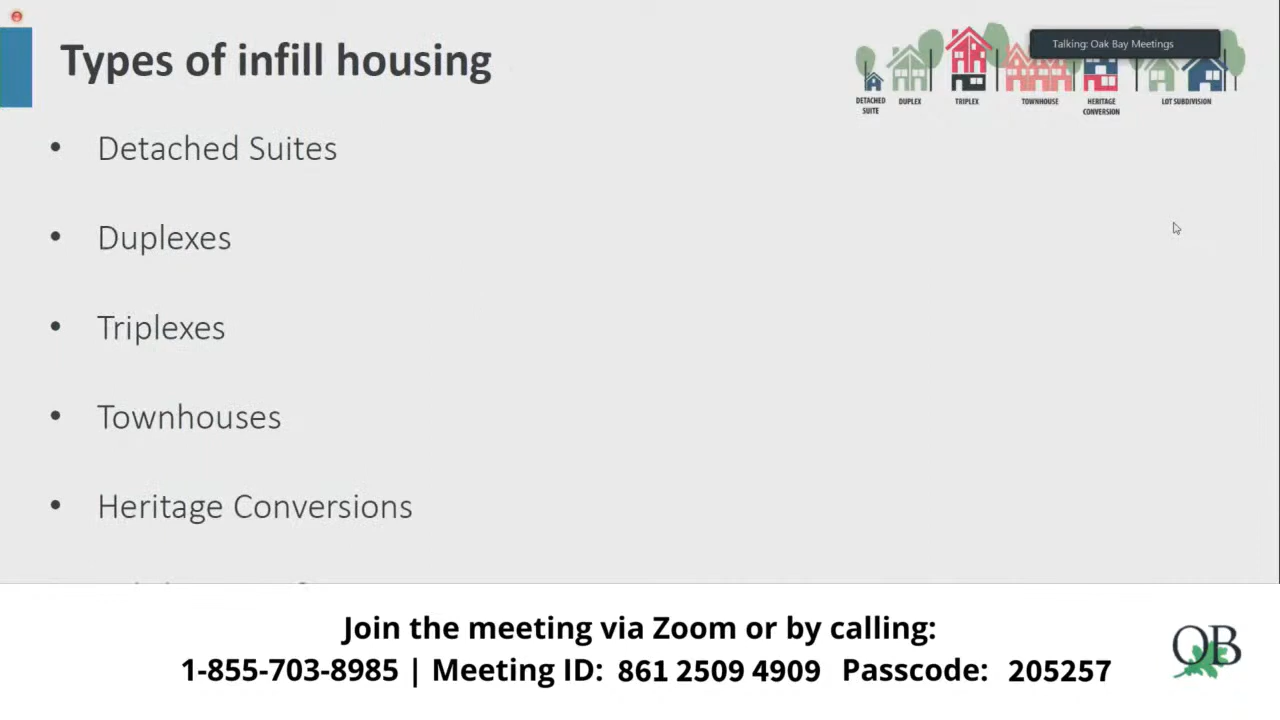 Types of infill housing
Talking: Oak Bay Meetings
DETACHED SUITE
DUPLEX
TRIPLEX
TOWNHOUSE
HERITAGE CONVERSION
LOT SUBDIVISION
• Detached Suites
• Duplexes
• Triplexes
• Townhouses
• Heritage Conversions
Join the meeting via Zoom or by calling:
1-855-703-8985 | Meeting ID: 861 2509 4909 Passcode: 205257
OB